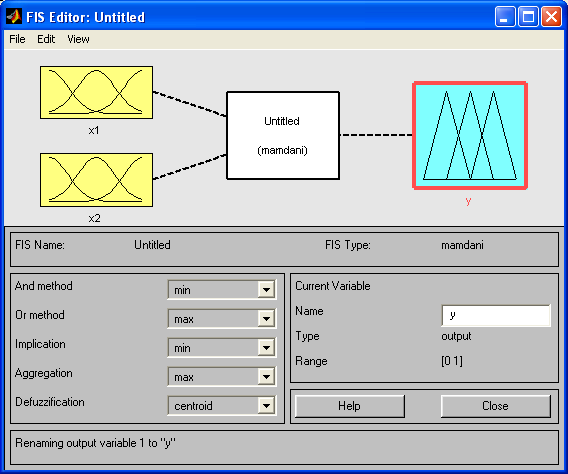 FIS Editor: Untitled
File Edit View
x1
x2
Untitled
(mamdani)
y
FIS Name: Untitled FIS Type: mamdani
And method min
Or method max
Implication min
Aggregation max
Defuzzification centroid
Current Variable
Name y
Type output
Range [0 1]
Help Close
Renaming output variable 1 to "y"